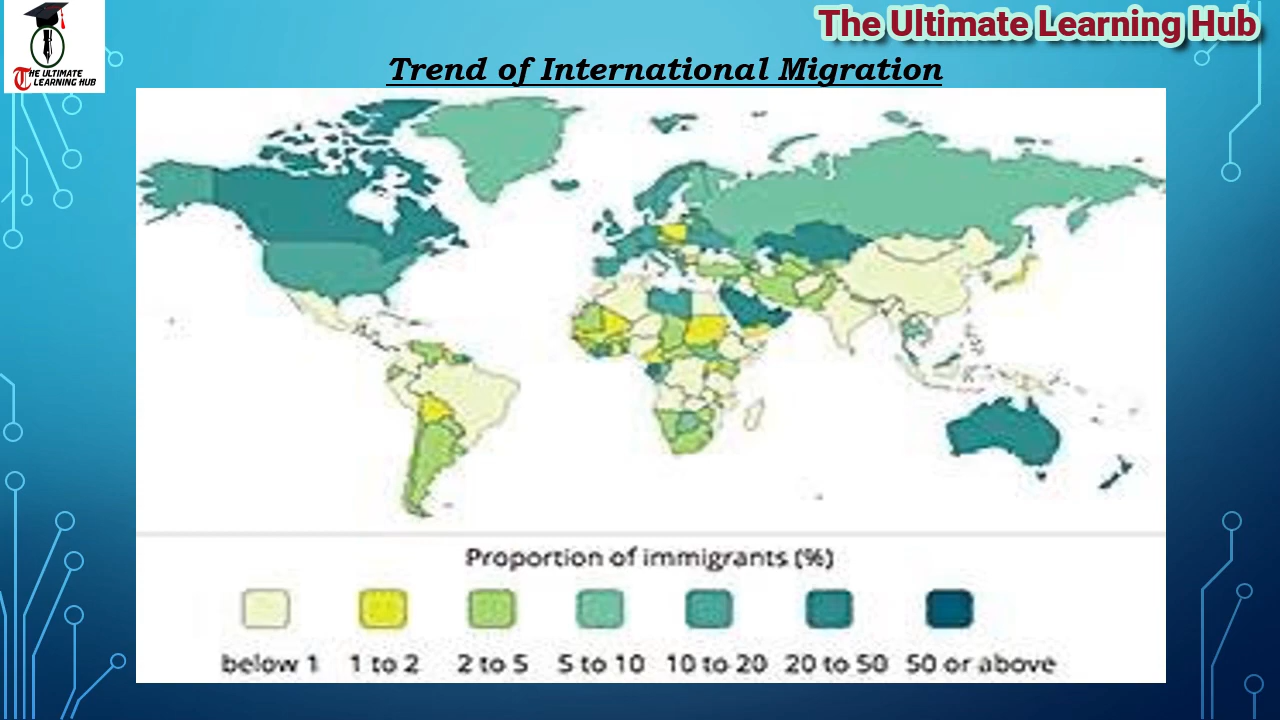 The Ultimate Learning Hub
THE ULTIMATE
LEARNING HUB
Trend of International Migration
Proportion of immigrants (%)
below 1 1 to 2 2 to 5 5 to 10 10 to 20 20 to 50 50 or above